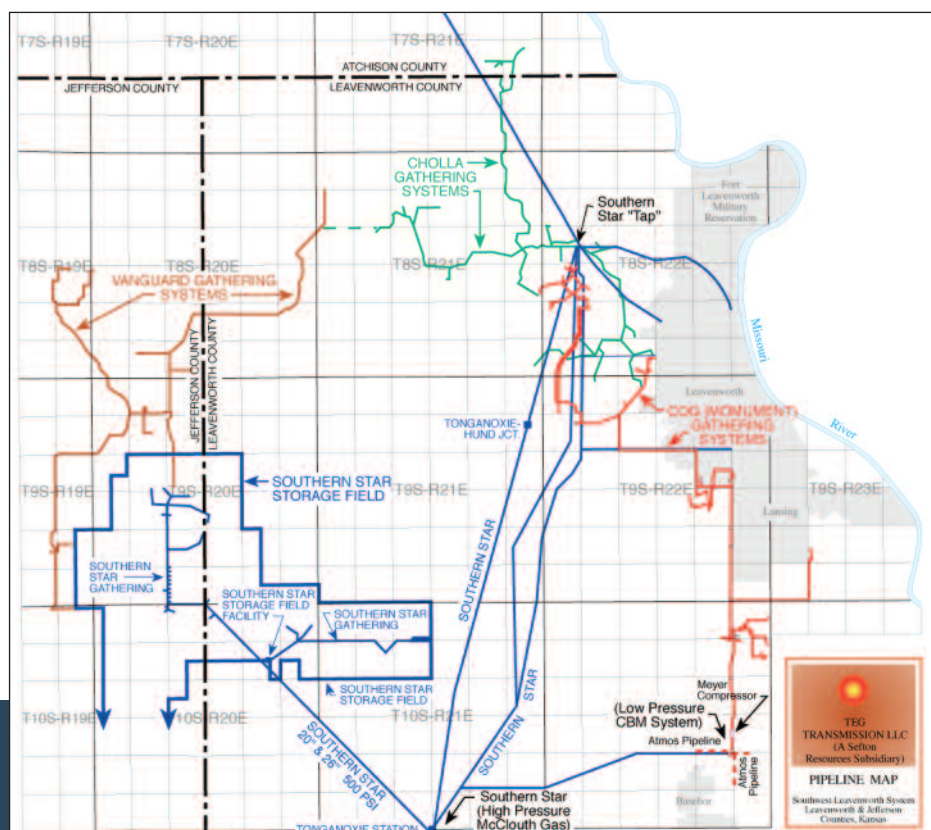 T7S-R19E
T7S-R20E
T7S-R21E
ATCHISON COUNTY
JEFFERSON COUNTY
LEAVENWORTH COUNTY
CHOLLA
GATHERING
SYSTEMS
Fort
Leavenworth
Military
Reservation
Southern
Star "Tap"
T8S-R19E
T8S-R20E
T8S-R21E
T8S-R22E
VANGUARD GATHERING
SYSTEMS
Missouri
River
JEFFERSON COUNTY
LEAVENWORTH COUNTY
Leavenworth
COG (MONUMENT)
GATHERING
SYSTEMS
TONGANOXIE-
HUND JCT.
SOUTHERN STAR
STORAGE FIELD
T9S-R19E
T9S-R20E
T9S-R21E
T9S-R22E
T9S-R23E
Lansing
SOUTHERN
STAR
GATHERING
SOUTHERN STAR
SOUTHERN STAR
STORAGE FIELD
FACILITY
SOUTHERN STAR
GATHERING
SOUTHERN STAR
STORAGE FIELD
SOUTHERN STAR
Meyer
Compressor
(Low Pressure
CBM System)
T10S-R19E
T10S-R20E
T10S-R21E
Atmos Pipeline
Atmos
Pipeline
SOUTHERN STAR
20" & 26" 500 PSI
Basehor
Southern Star
(High Pressure
McClouth Gas)
TONGANOXIE STATION
TEG
TRANSMISSION LLC
(A Sefton
Resources Subsidiary)
PIPELINE MAP
Southwest Leavenworth System
Leavenworth & Jefferson
Counties, Kansas